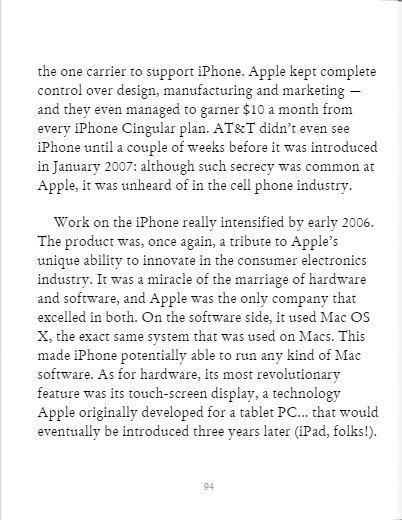 the one carrier to support iPhone. Apple kept complete
control over design, manufacturing and marketing —
and they even managed to garner $10 a month from
every iPhone Cingular plan. AT&T didn't even see
iPhone until a couple of weeks before it was introduced
in January 2007: although such secrecy was common at
Apple, it was unheard of in the cell phone industry.
Work on the iPhone really intensified by early 2006.
The product was, once again, a tribute to Apple's
unique ability to innovate in the consumer electronics
industry. It was a miracle of the marriage of hardware
and software, and Apple was the only company that
excelled in both. On the software side, it used Mac OS
X, the exact same system that was used on Macs. This
made iPhone potentially able to run any kind of Mac
software. As for hardware, its most revolutionary
feature was its touch-screen display, a technology
Apple originally developed for a tablet PC... that would
eventually be introduced three years later (iPad, folks!).
94